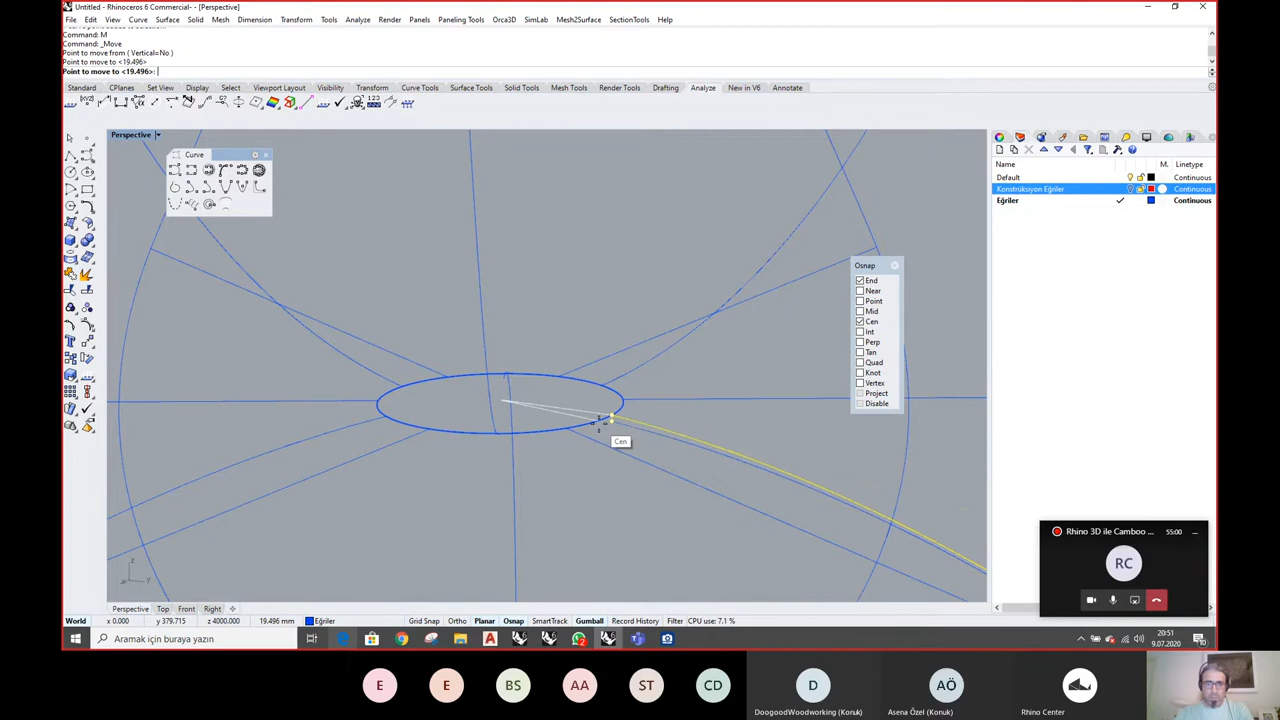 Untitled - Rhinoceros 6 Commercial- - [Perspective]
File Edit View Curve Surface Solid Mesh Dimension Transform Tools Analyze Render Panels Paneling Tools Orca3D SimLab Mesh2Surface SectionTools Help
Command: M
Command: _Move
Point to move from ( Vertical=No )
Point to move to <19.496>
Point to move to <19.496>:
Standard CPlanes Set View Display Select Viewport Layout Visibility Transform Curve Tools Surface Tools Solid Tools Mesh Tools Render Tools Drafting New in V6 Analyze Annotate
Perspective
Curve
Name M. Linetype
Default Continuous
Konstrüksiyon Eğriler Continuous
Eğriler Continuous
Osnap
End
Near
Point
Mid
Cen
Int
Perp
Tan
Quad
Knot
Vertex
Project
Disable
Cen
z
y
Rhino 3D ile Camboo ... 55:00
RC
Perspective Top Front Right
World x 0.000 y 379.715 z 4000.000 19.496 mm Eğriler Grid Snap Ortho Planar Osnap SmartTrack Gumball Record History Filter CPU use: 7.1 %
Aramak için buraya yazın
20:51
9.07.2020
E E BS AA ST CD D AÖ
DoogoodWoodworking (Konuk) Asena Özel (Konuk) Rhino Center